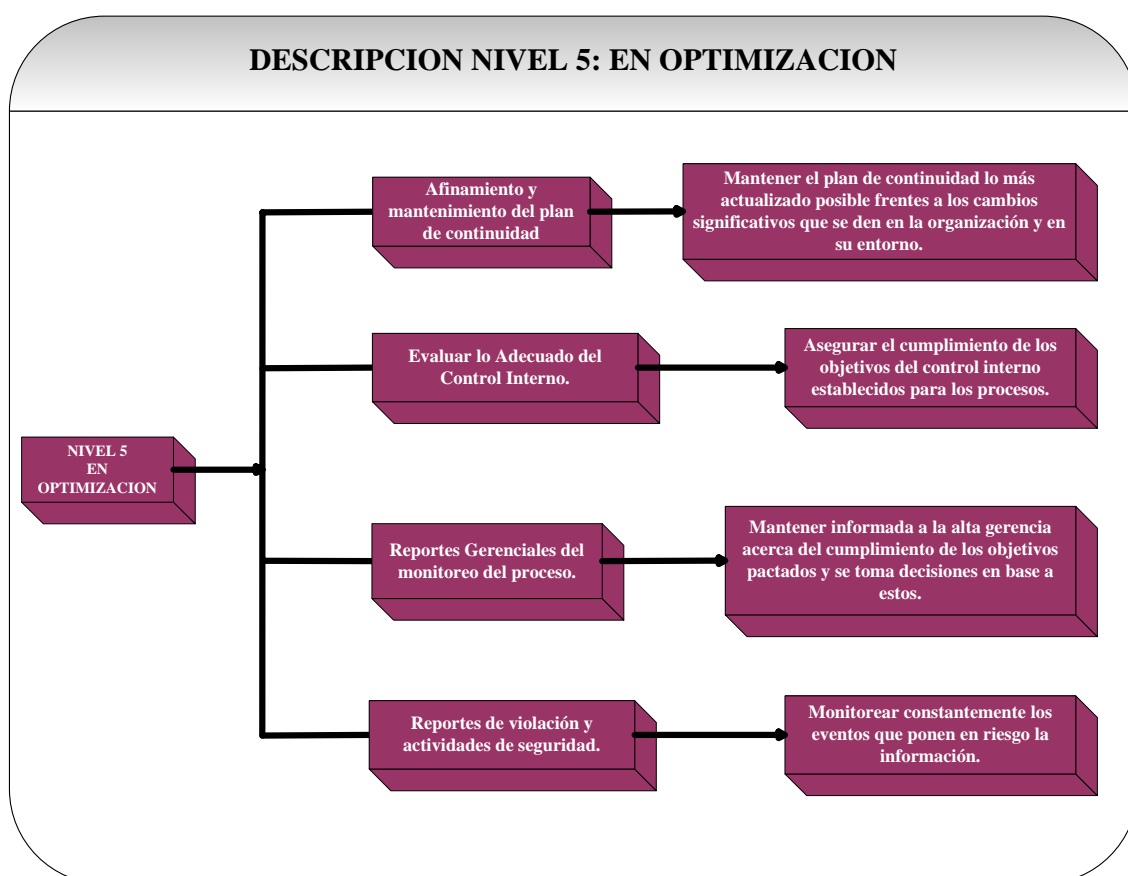 DESCRIPCION NIVEL 5: EN OPTIMIZACION
Afinamiento y
mantenimiento del plan
de continuidad
Mantener el plan de continuidad lo más
actualizado posible frentes a los cambios
significativos que se den en la organización y en
su entorno.
Evaluar lo Adecuado del
Control Interno.
Asegurar el cumplimiento de los
objetivos del control interno
establecidos para los procesos.
NIVEL 5
EN
OPTIMIZACION
Reportes Gerenciales del
monitoreo del proceso.
Mantener informada a la alta gerencia
acerca del cumplimiento de los objetivos
pactados y se toma decisiones en base a
estos.
Reportes de violación y
actividades de seguridad.
Monitorear constantemente los
eventos que ponen en riesgo la
información.